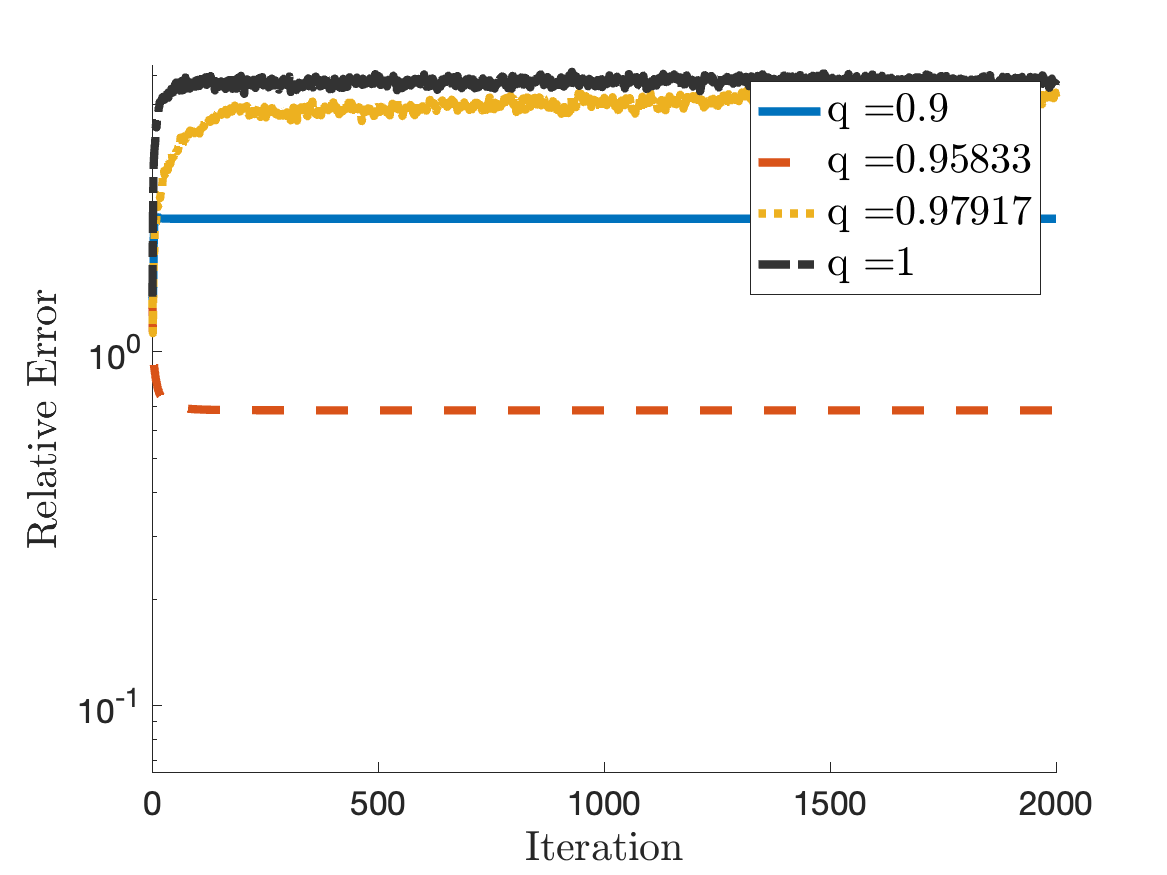 q =0.9
q =0.95833
q =0.97917
q =1
Relative Error
10^0
10^-1
0 500 1000 1500 2000
Iteration